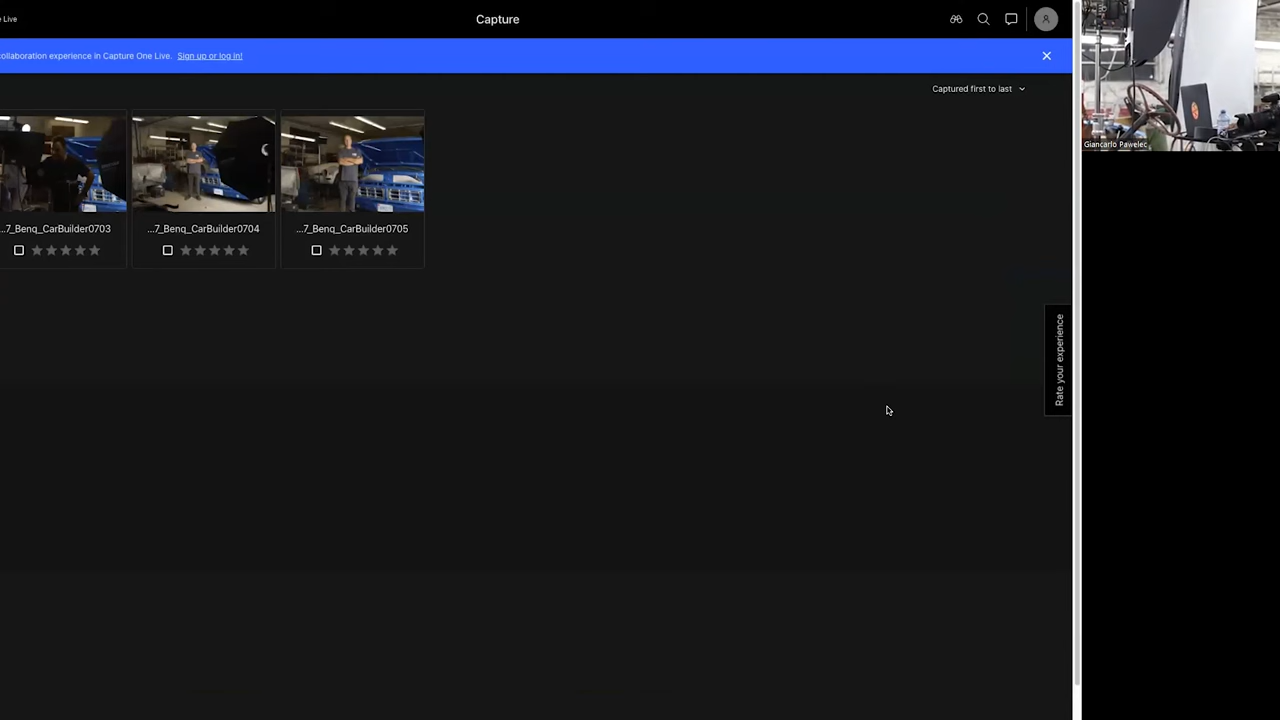 e Live
Capture
collaboration experience in Capture One Live. Sign up or log in!
Captured first to last
...7_Benq_CarBuilder0703
...7_Benq_CarBuilder0704
...7_Benq_CarBuilder0705
Rate your experience
Giancarlo Pawelec